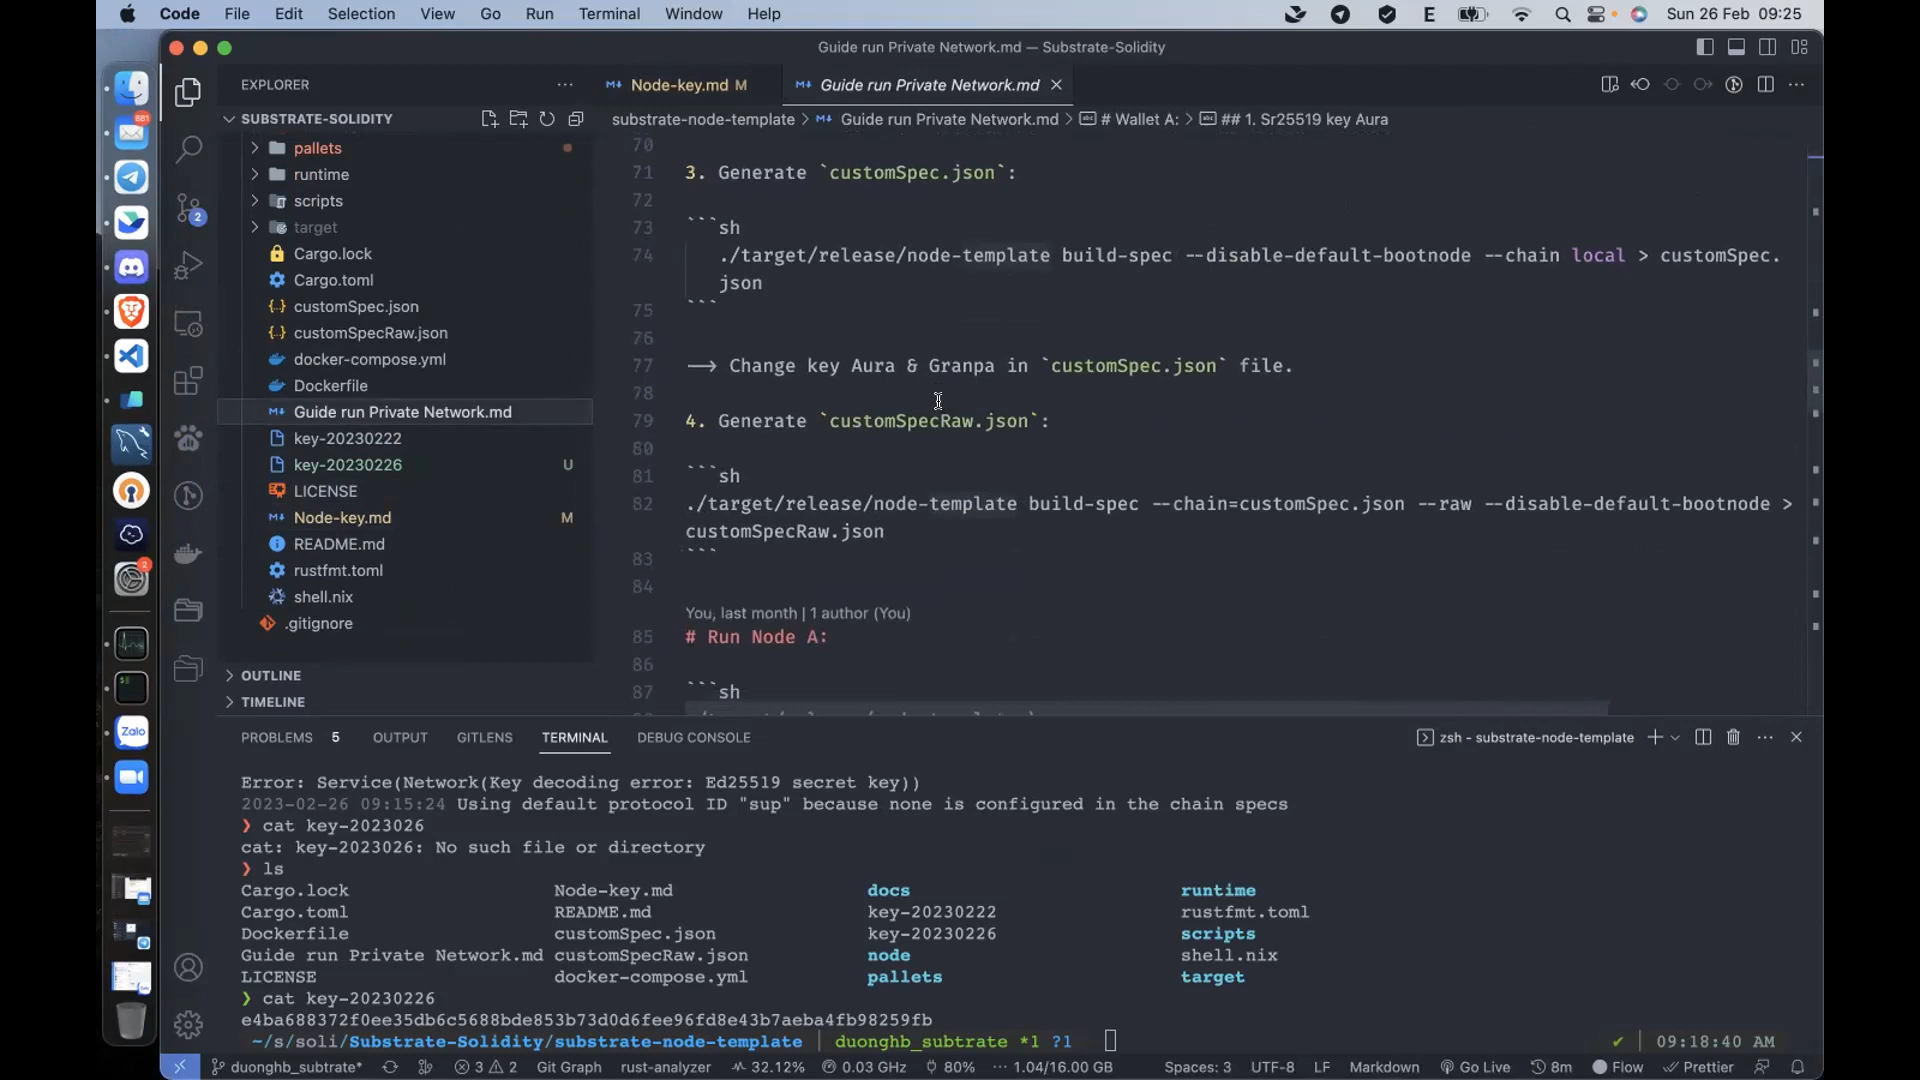 Code File Edit Selection View Go Run Terminal Window Help E Sun 26 Feb 09:25
Guide run Private Network.md — Substrate-Solidity
681
2
2
EXPLORER
SUBSTRATE-SOLIDITY
pallets
runtime
scripts
target
Cargo.lock
Cargo.toml
customSpec.json
customSpecRaw.json
docker-compose.yml
Dockerfile
Guide run Private Network.md
key-20230222
key-20230226 U
LICENSE
Node-key.md M
README.md
rustfmt.toml
shell.nix
.gitignore
OUTLINE
TIMELINE
Zalo
Node-key.md M Guide run Private Network.md
substrate-node-template > Guide run Private Network.md > # Wallet A: > ## 1. Sr25519 key Aura
70
71 3. Generate `customSpec.json`:
72
73 ```sh
74 ./target/release/node-template build-spec --disable-default-bootnode --chain local > customSpec.
json
75 ```
76
77 --> Change key Aura & Granpa in `customSpec.json` file.
78
79 4. Generate `customSpecRaw.json`:
80
81 ```sh
82 ./target/release/node-template build-spec --chain=customSpec.json --raw --disable-default-bootnode >
customSpecRaw.json
83 ```
84
You, last month | 1 author (You)
85 # Run Node A:
86
87 ```sh
PROBLEMS 5 OUTPUT GITLENS TERMINAL DEBUG CONSOLE zsh - substrate-node-template
Error: Service(Network(Key decoding error: Ed25519 secret key))
2023-02-26 09:15:24 Using default protocol ID "sup" because none is configured in the chain specs
❯ cat key-2023026
cat: key-2023026: No such file or directory
❯ ls
Cargo.lock Node-key.md docs runtime
Cargo.toml README.md key-20230222 rustfmt.toml
Dockerfile customSpec.json key-20230226 scripts
Guide run Private Network.md customSpecRaw.json node shell.nix
LICENSE docker-compose.yml pallets target
❯ cat key-20230226
e4ba688372f0ee35db6c5688bde853b73d0d6fee96fd8e43b7aeba4fb98259fb
~/s/soli/Substrate-Solidity/substrate-node-template | duonghb_subtrate *1 ?1 ✔ | 09:18:40 AM
duonghb_subtrate* 3 2 Git Graph rust-analyzer 32.12% 0.03 GHz 80% 1.04/16.00 GB Spaces: 3 UTF-8 LF Markdown Go Live 8m Flow Prettier